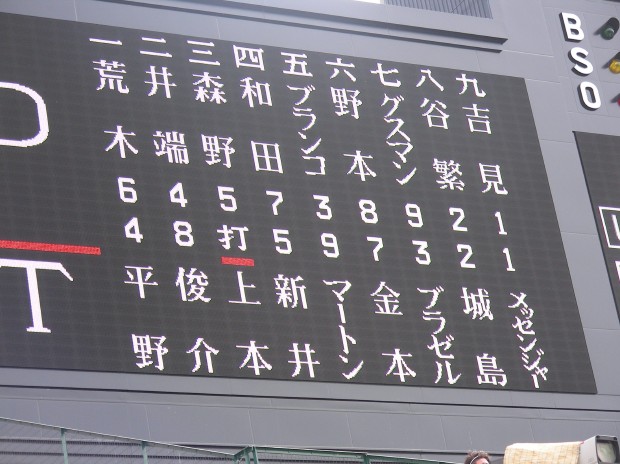 一荒木6
二井端4
三森野5
四和田7
五ブランコ3
六野本8
七グスマン9
八谷繁2
九吉見1
T
4平野
8俊介
打上本
5新井
9マートン
7金本
3ブラゼル
2城島
1メッセンジャー
B
S
O